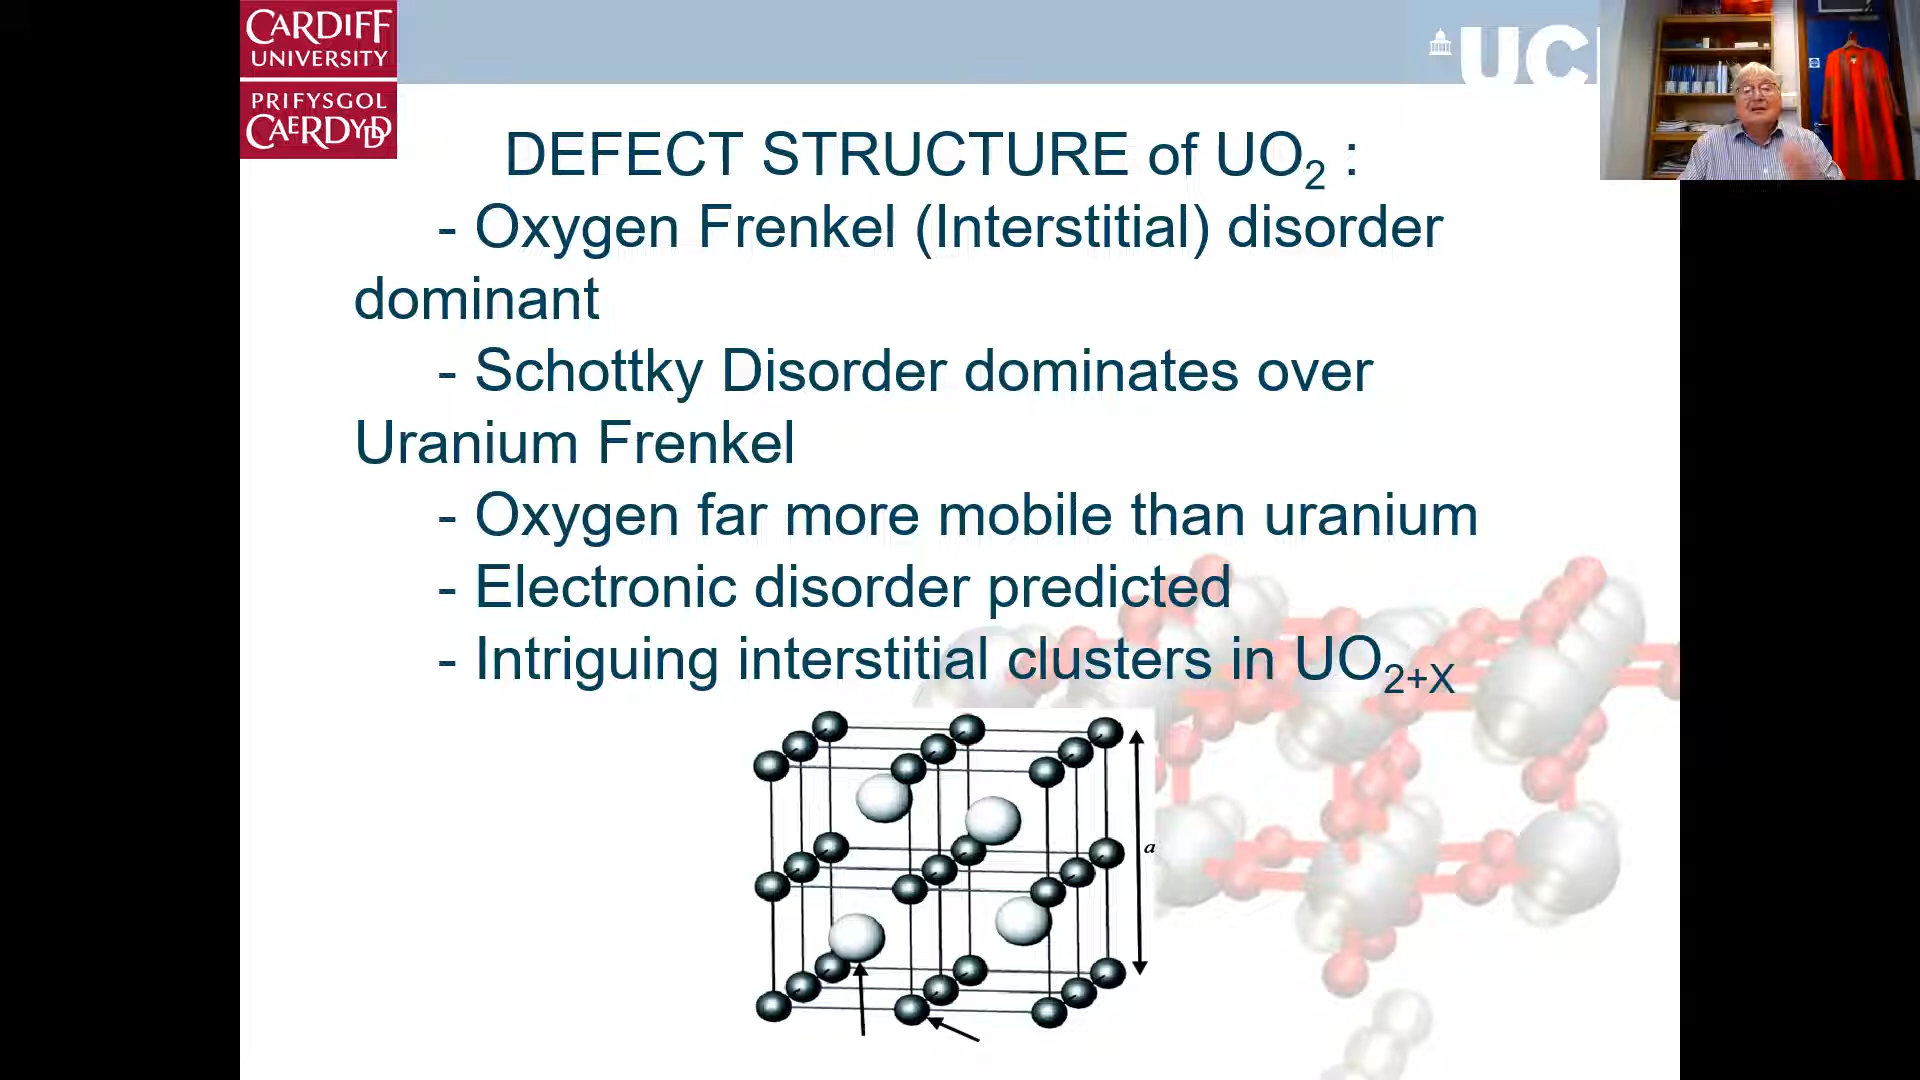 CARDIFF
UNIVERSITY
PRIFYSGOL
CAERDYDD
UC
DEFECT STRUCTURE of UO₂ :
- Oxygen Frenkel (Interstitial) disorder
dominant
- Schottky Disorder dominates over
Uranium Frenkel
- Oxygen far more mobile than uranium
- Electronic disorder predicted
- Intriguing interstitial clusters in UO₂₊X
a